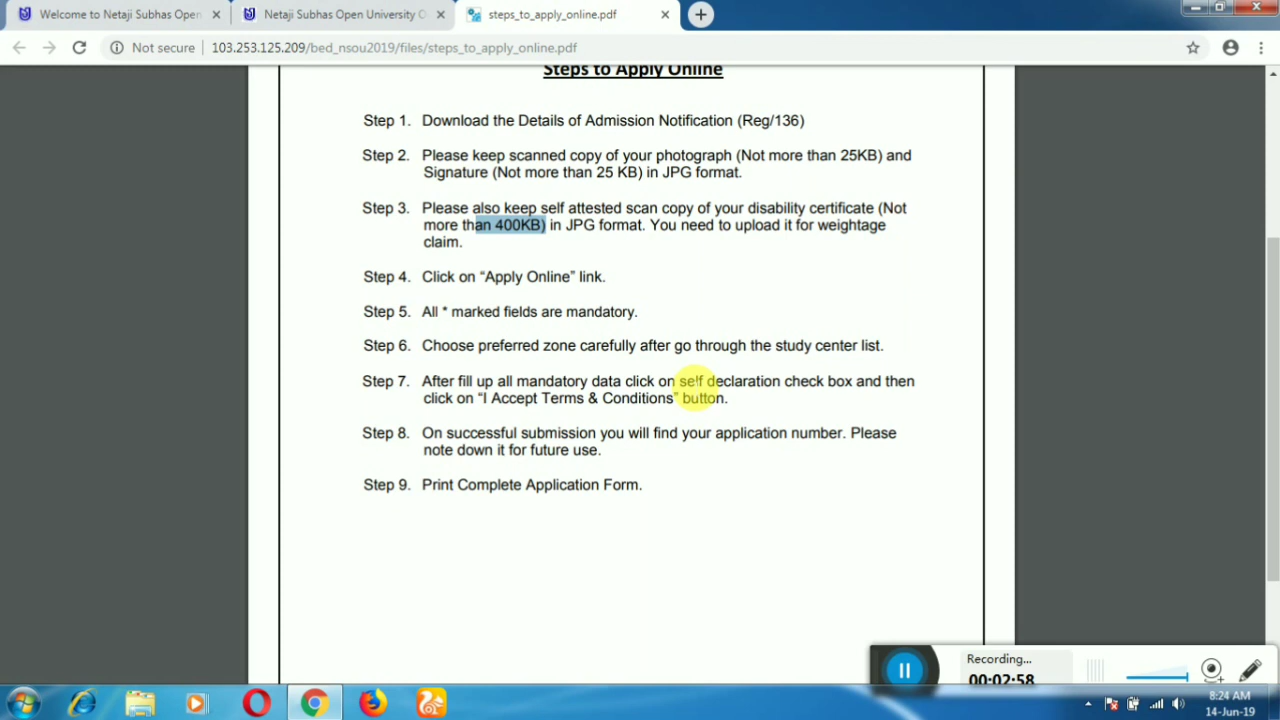 Welcome to Netaji Subhas Open
Netaji Subhas Open University O
steps_to_apply_online.pdf
Not secure
103.253.125.209/bed_nsou2019/files/steps_to_apply_online.pdf
Steps to Apply Online
Step 1. Download the Details of Admission Notification (Reg/136)
Step 2. Please keep scanned copy of your photograph (Not more than 25KB) and
Signature (Not more than 25 KB) in JPG format.
Step 3. Please also keep self attested scan copy of your disability certificate (Not
more than 400KB) in JPG format. You need to upload it for weightage
claim.
Step 4. Click on “Apply Online” link.
Step 5. All * marked fields are mandatory.
Step 6. Choose preferred zone carefully after go through the study center list.
Step 7. After fill up all mandatory data click on self declaration check box and then
click on “I Accept Terms & Conditions” button.
Step 8. On successful submission you will find your application number. Please
note down it for future use.
Step 9. Print Complete Application Form.
Recording...
00:02:58
8:24 AM
14-Jun-19